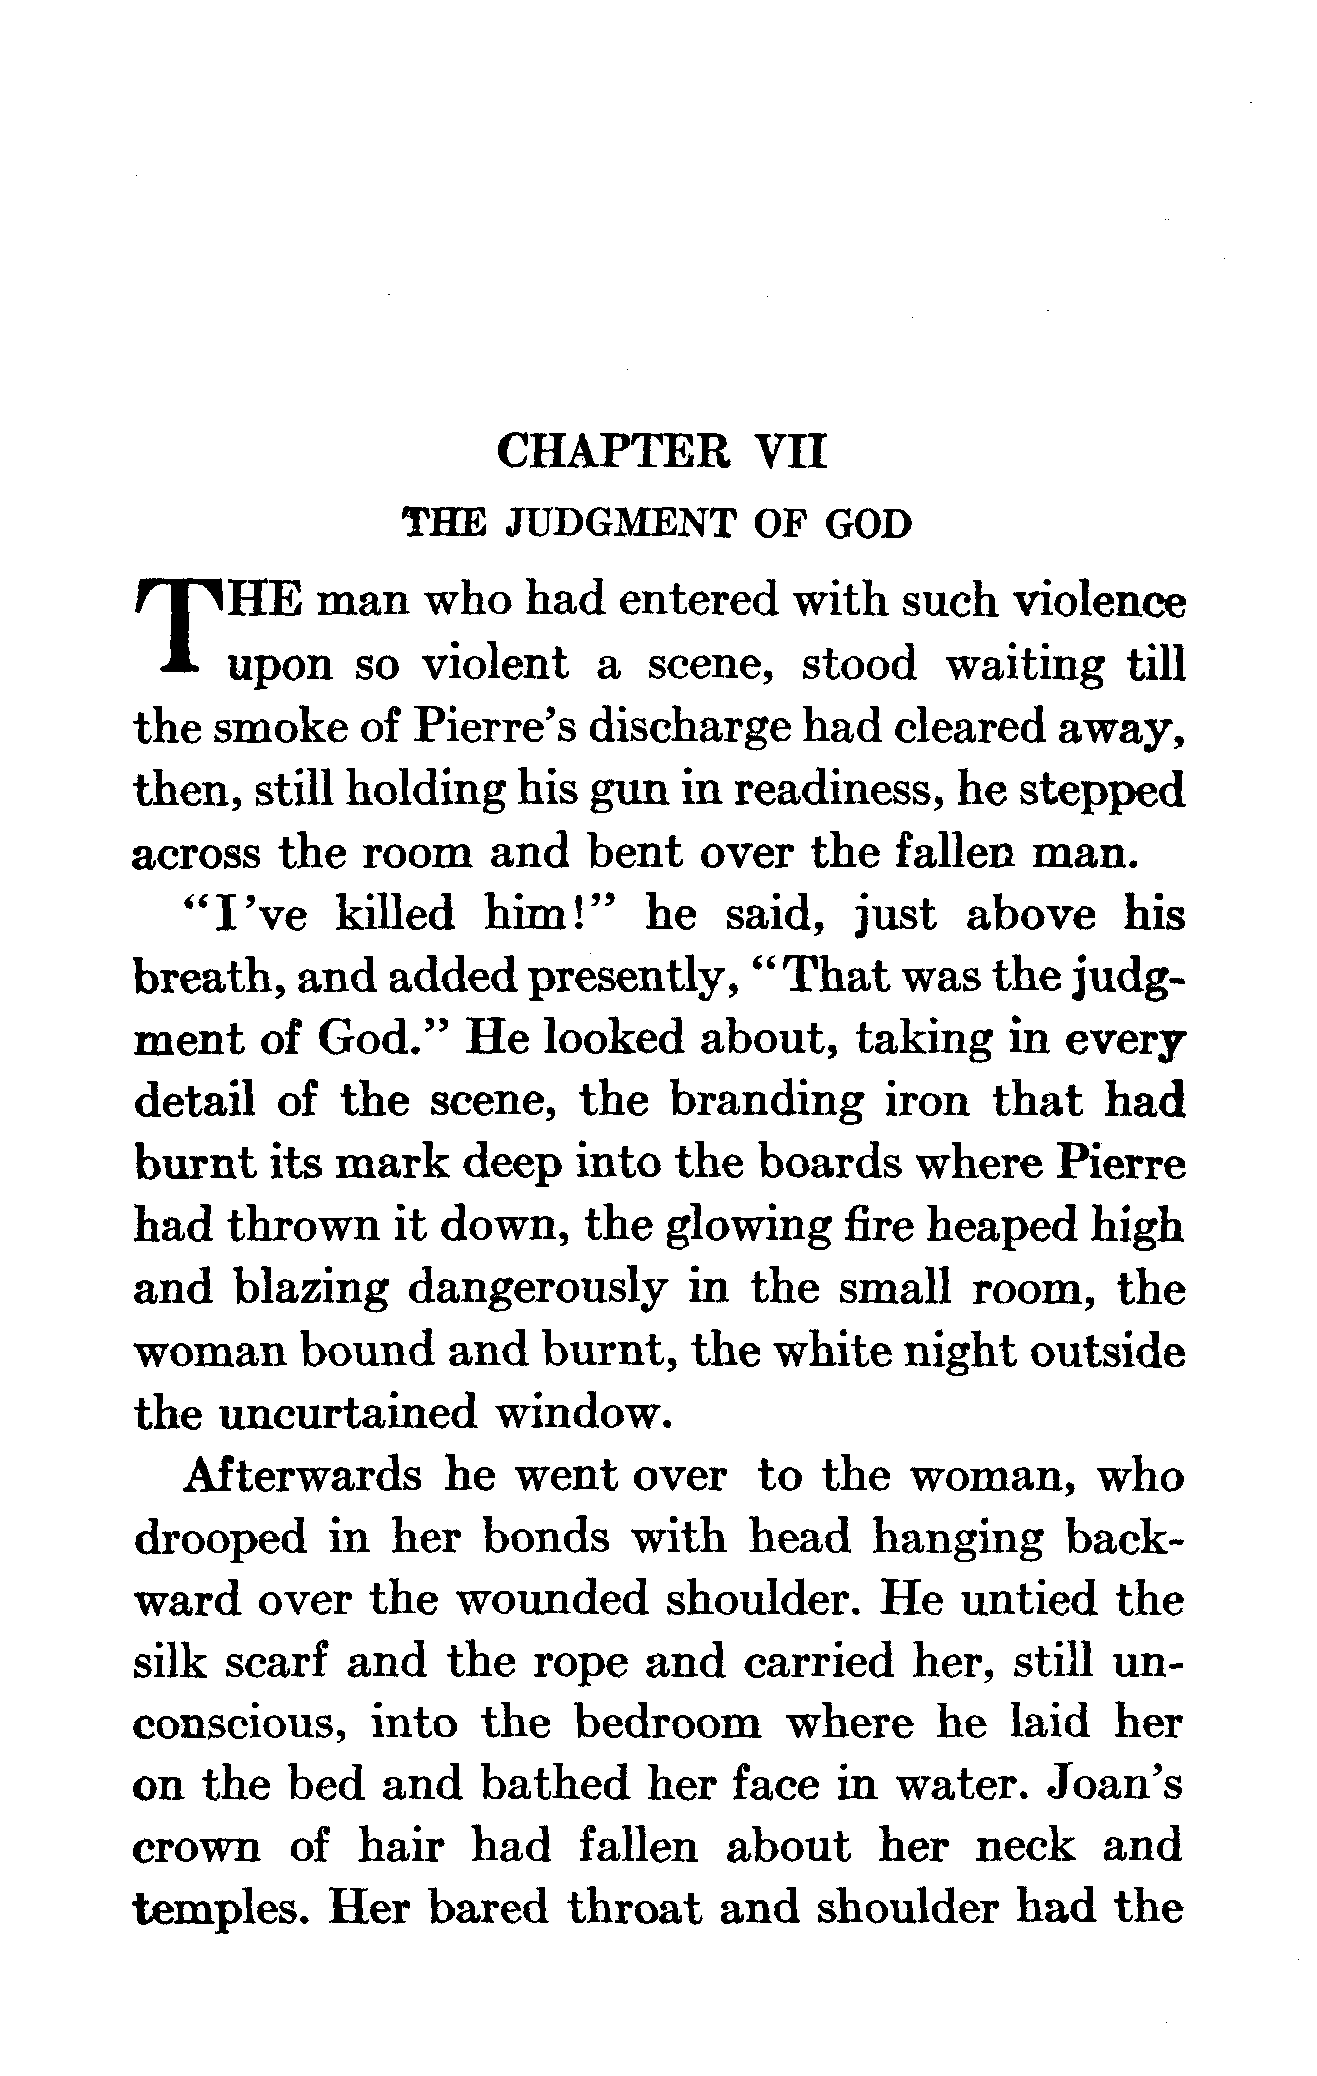 CHAPTER VII
THE JUDGMENT OF GOD
THE man who had entered with such violence
upon so violent a scene, stood waiting till
the smoke of Pierre's discharge had cleared away,
then, still holding his gun in readiness, he stepped
across the room and bent over the fallen man.
"I've killed him!" he said, just above his
breath, and added presently, "That was the judg-
ment of God." He looked about, taking in every
detail of the scene, the branding iron that had
burnt its mark deep into the boards where Pierre
had thrown it down, the glowing fire heaped high
and blazing dangerously in the small room, the
woman bound and burnt, the white night outside
the uncurtained window.
Afterwards he went over to the woman, who
drooped in her bonds with head hanging back-
ward over the wounded shoulder. He untied the
silk scarf and the rope and carried her, still un-
conscious, into the bedroom where he laid her
on the bed and bathed her face in water. Joan's
crown of hair had fallen about her neck and
temples. Her bared throat and shoulder had the